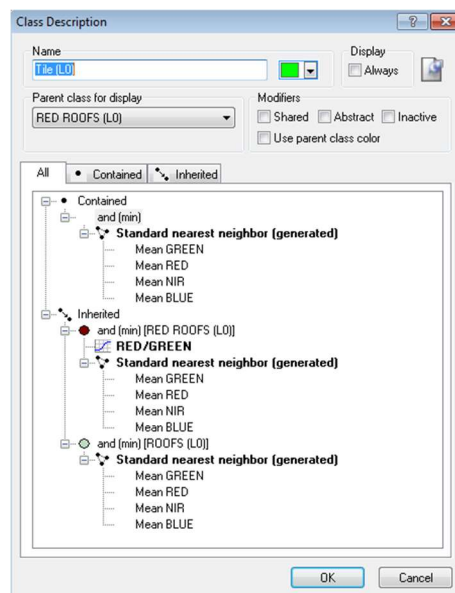 Class Description
Name
Tile (L0)
Display
Always
Parent class for display
RED ROOFS (L0)
Modifiers
Shared Abstract Inactive
Use parent class color
All Contained Inherited
Contained
and (min)
Standard nearest neighbor (generated)
Mean GREEN
Mean RED
Mean NIR
Mean BLUE
Inherited
and (min) [RED ROOFS (L0)]
RED/GREEN
Standard nearest neighbor (generated)
Mean GREEN
Mean RED
Mean NIR
Mean BLUE
and (min) [ROOFS (L0)]
Standard nearest neighbor (generated)
Mean GREEN
Mean RED
Mean NIR
Mean BLUE
OK Cancel